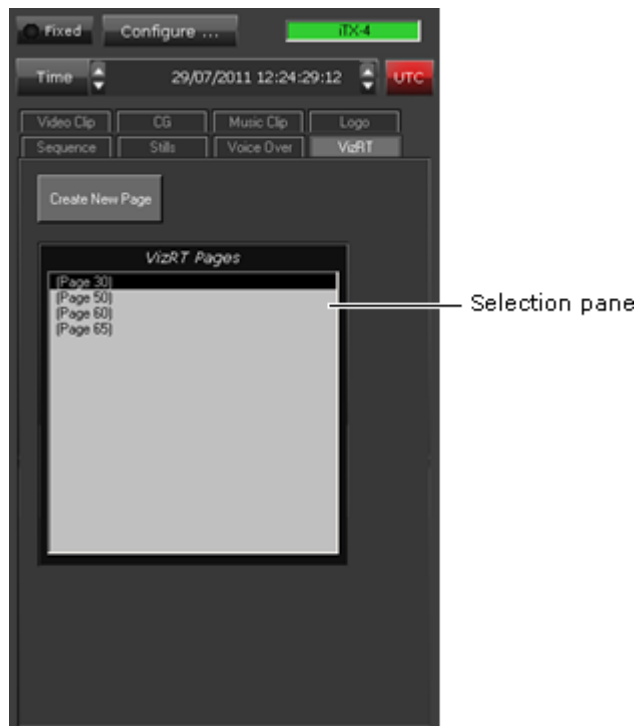 Fixed Configure ... iTX-4
Time 29/07/2011 12:24:29:12 UTC
Video Clip CG Music Clip Logo
Sequence Stills Voice Over VizRT
Create New Page
VizRT Pages
(Page 30)
(Page 50)
(Page 60)
(Page 65)
Selection pane